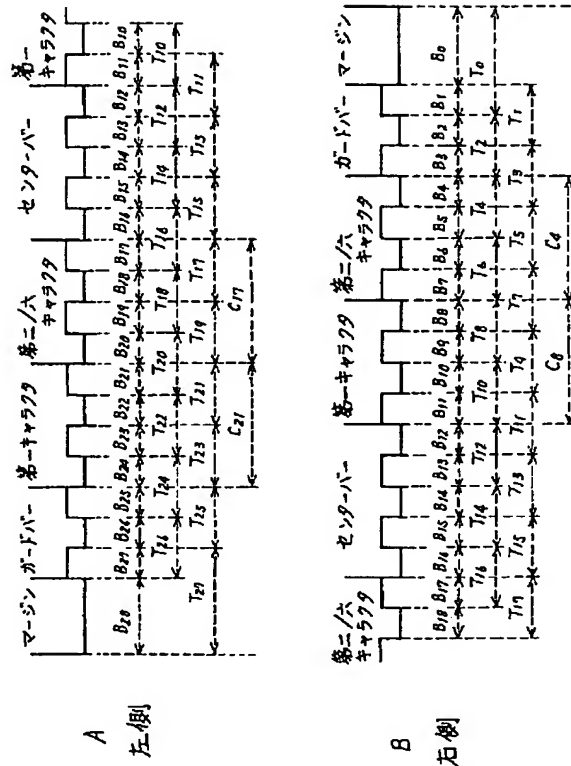 マージン ガードバー 第一キャラクタ 第二/六キャラクタ センターバー 第一キャラクタ
B28 B27 B26 B25 B24 B23 B22 B21 B20 B19 B18 B17 B16 B15 B14 B13 B12 B11 B10
T26 T24 T22 T20 T18 T16 T14 T12 T10
T27 T25 T23 T21 T19 T17 T15 T13 T11
C21 C17
A
左側
第二/六キャラクタ センターバー 第一キャラクタ 第二/六キャラクタ ガードバー マージン
B18 B17 B16 B15 B14 B13 B12 B11 B10 B9 B8 B7 B6 B5 B4 B3 B2 B1 B0
T16 T14 T12 T10 T8 T6 T4 T2 T0
T17 T15 T13 T11 T9 T7 T5 T3 T1
C8 C4
B
右側